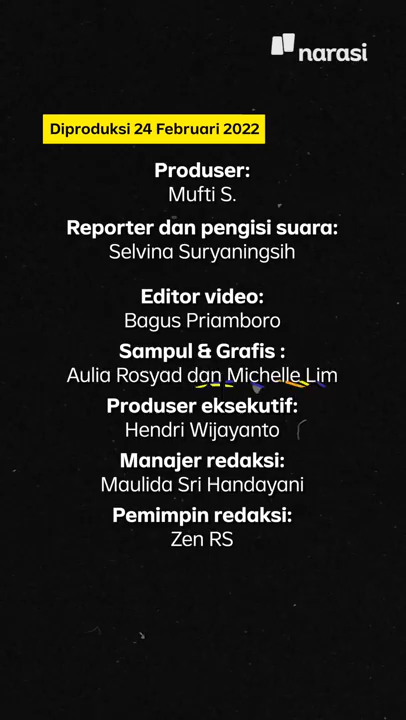 narasi
Diproduksi 24 Februari 2022
Produser:
Mufti S.
Reporter dan pengisi suara:
Selvina Suryaningsih
Editor video:
Bagus Priamboro
Sampul & Grafis :
Aulia Rosyad dan Michelle Lim
Produser eksekutif:
Hendri Wijayanto
Manajer redaksi:
Maulida Sri Handayani
Pemimpin redaksi:
Zen RS